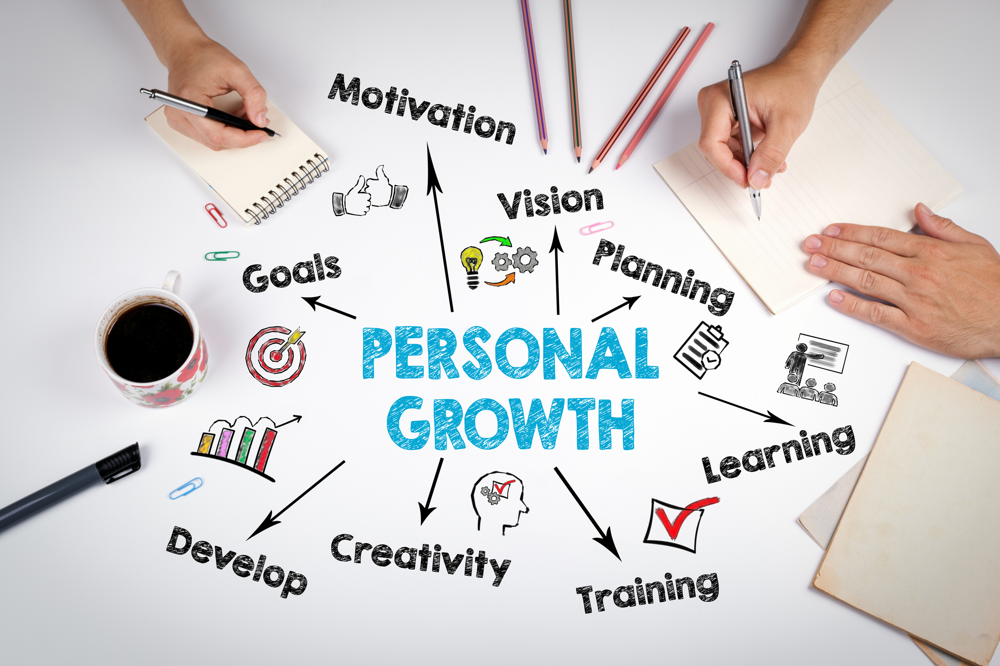 Motivation
Vision
Goals
Planning
PERSONAL
GROWTH
Learning
Develop
Creativity
Training